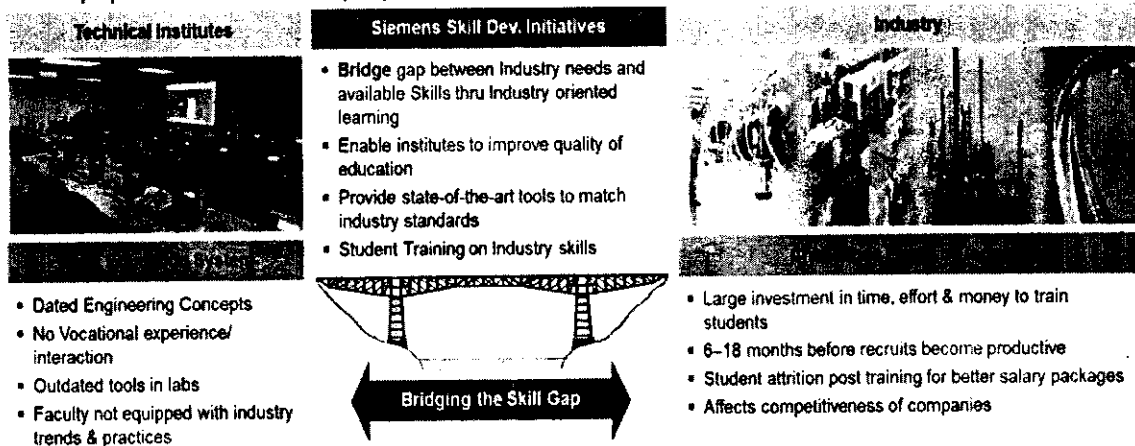 Technical Institutes
Siemens Skill Dev. Initiatives
• Bridge gap between Industry needs and
available Skills thru Industry oriented
learning
• Enable institutes to improve quality of
education
• Provide state-of-the-art tools to match
industry standards
• Student Training on Industry skills
Bridging the Skill Gap
Industry
• Dated Engineering Concepts
• No Vocational experience/
interaction
• Outdated tools in labs
• Faculty not equipped with industry
trends & practices
• Large investment in time, effort & money to train
students
• 6–18 months before recruits become productive
• Student attrition post training for better salary packages
• Affects competitiveness of companies